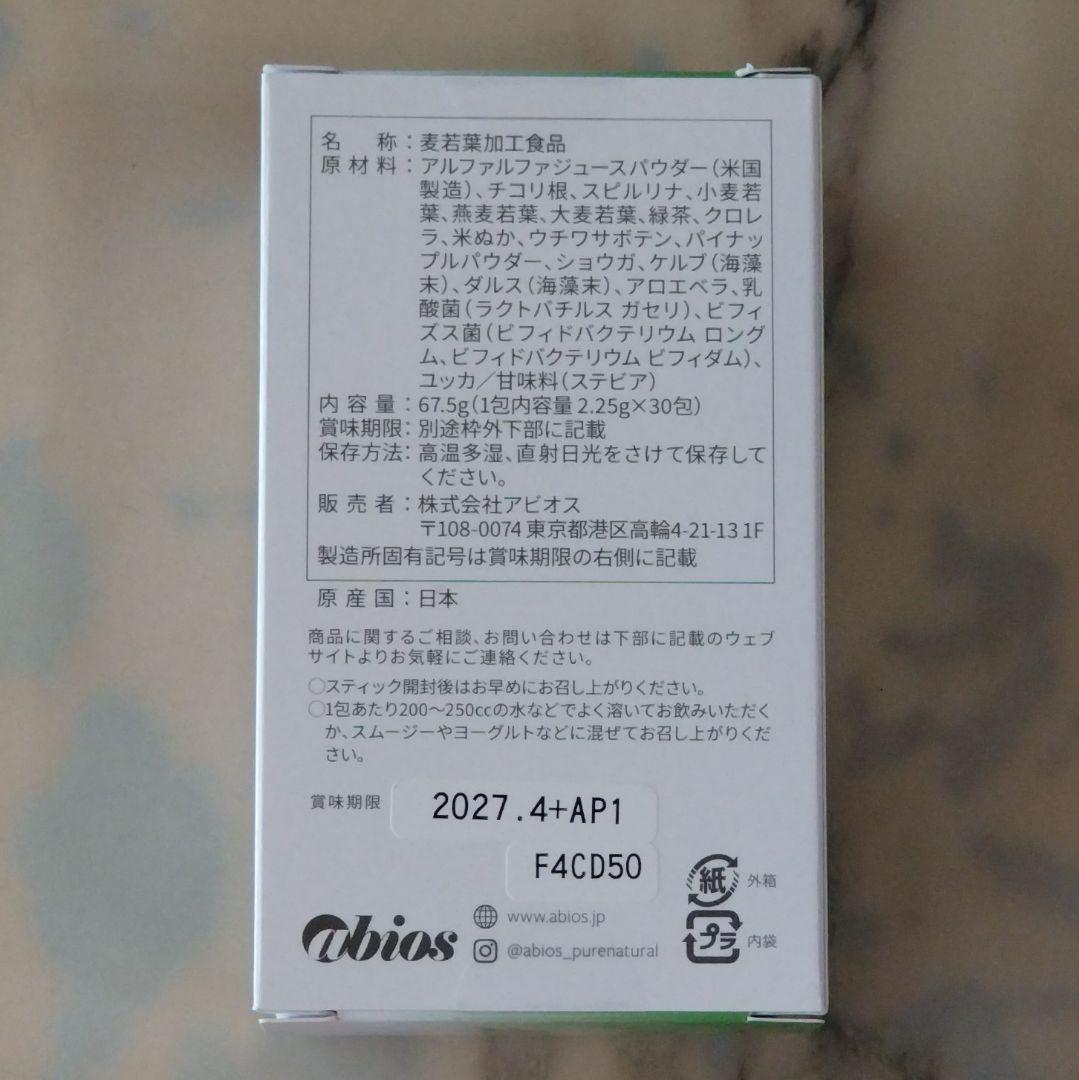 名称：麦若葉加工食品
原材料：アルファルファジュースパウダー（米国
製造）、チコリ根、スピルリナ、小麦若
葉、燕麦若葉、大麦若葉、緑茶、クロレ
ラ、米ぬか、ウチワサボテン、パイナッ
プルパウダー、ショウガ、ケルプ（海藻
末）、ダルス（海藻末）、アロエベラ、乳
酸菌（ラクトバチルス ガセリ）、ビフィ
ズス菌（ビフィドバクテリウム ロング
ム、ビフィドバクテリウム ビフィダム）、
ユッカ／甘味料（ステビア）
内容量：67.5g（1包内容量 2.25g×30包）
賞味期限：別途枠外下部に記載
保存方法：高温多湿、直射日光をさけて保存して
ください。
販売者：株式会社アビオス
〒108-0074 東京都港区高輪4-21-13 1F
製造所固有記号は賞味期限の右側に記載
原産国：日本
商品に関するご相談、お問い合わせは下部に記載のウェブ
サイトよりお気軽にご連絡ください。
○スティック開封後はお早めにお召し上がりください。
○1包あたり200〜250ccの水などでよく溶いてお飲みいただく
か、スムージーやヨーグルトなどに混ぜてお召し上がりくだ
さい。
賞味期限 2027.4+AP1
F4CD50
紙 外箱
abios
www.abios.jp
@abios_purenatural
プラ 内袋